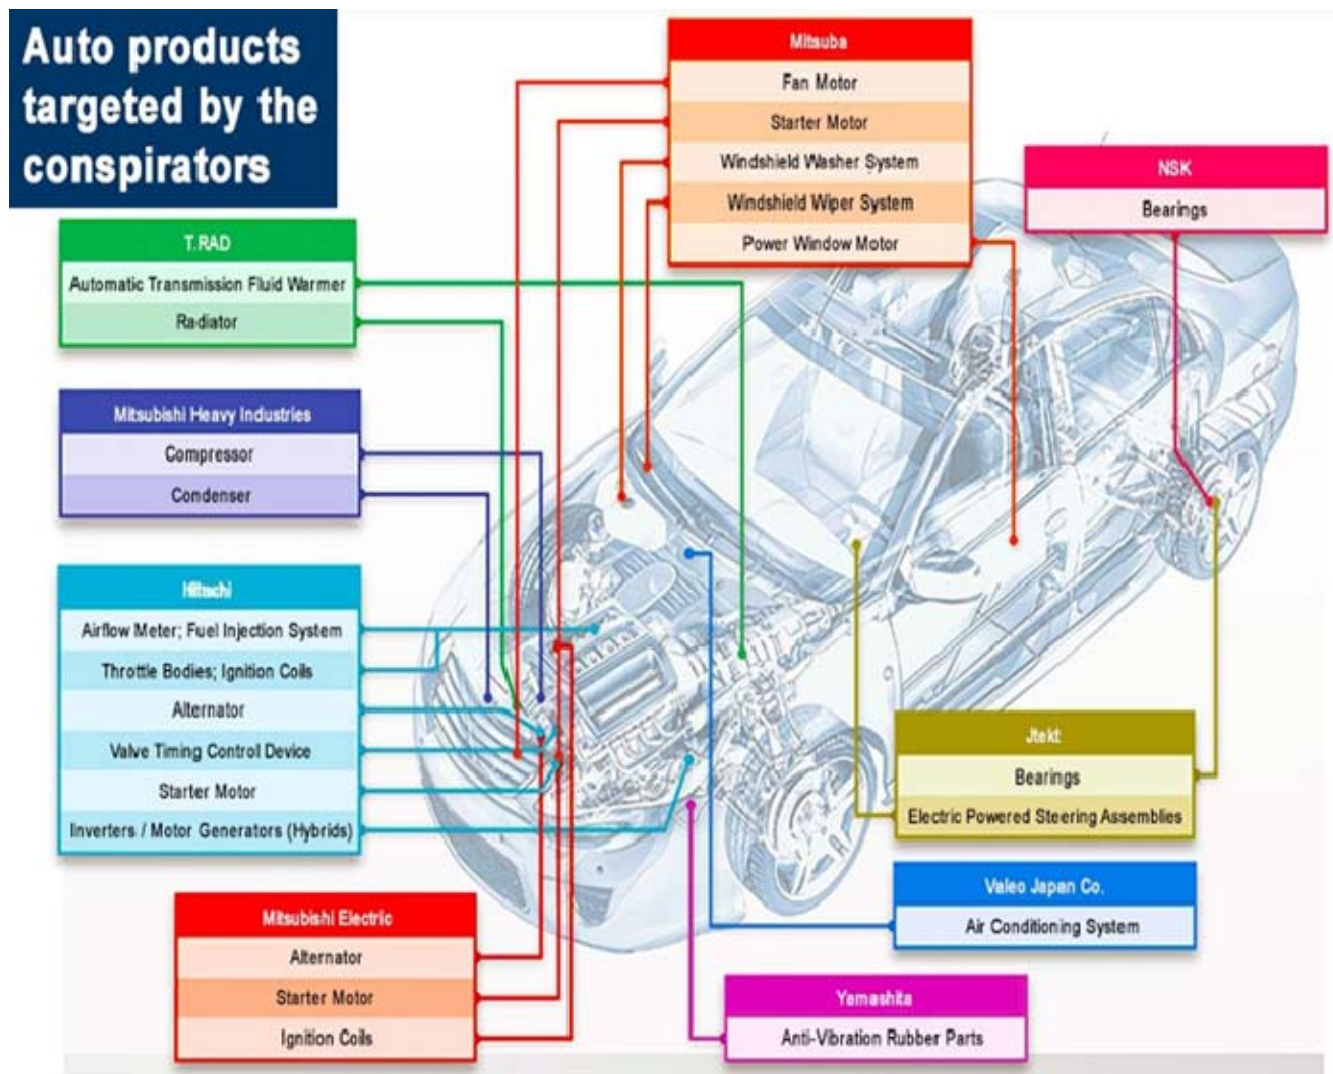 Auto products
targeted by the
conspirators
Mitsuba
Fan Motor
Starter Motor
Windshield Washer System
Windshield Wiper System
Power Window Motor
NSK
Bearings
T.RAD
Automatic Transmission Fluid Warmer
Radiator
Mitsubishi Heavy Industries
Compressor
Condenser
Hitachi
Airflow Meter; Fuel Injection System
Throttle Bodies; Ignition Coils
Alternator
Valve Timing Control Device
Starter Motor
Inverters / Motor Generators (Hybrids)
Jtekt
Bearings
Electric Powered Steering Assemblies
Valeo Japan Co.
Air Conditioning System
Mitsubishi Electric
Alternator
Starter Motor
Ignition Coils
Yamashita
Anti-Vibration Rubber Parts